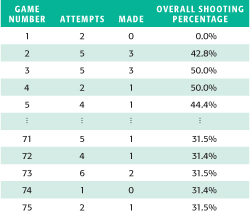 GAME NUMBER ATTEMPTS MADE OVERALL SHOOTING PERCENTAGE
1 2 0 0.0%
2 5 3 42.8%
3 5 3 50.0%
4 2 1 50.0%
5 4 1 44.4%
⋮ ⋮ ⋮ ⋮
71 5 1 31.5%
72 4 1 31.4%
73 6 2 31.5%
74 1 0 31.4%
75 2 1 31.5%